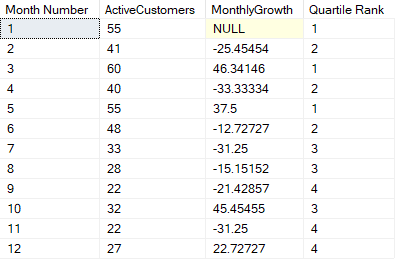 Month Number ActiveCustomers MonthlyGrowth Quartile Rank
1 55 NULL 1
2 41 -25.45454 2
3 60 46.34146 1
4 40 -33.33334 2
5 55 37.5 1
6 48 -12.72727 2
7 33 -31.25 3
8 28 -15.15152 3
9 22 -21.42857 4
10 32 45.45455 3
11 22 -31.25 4
12 27 22.72727 4